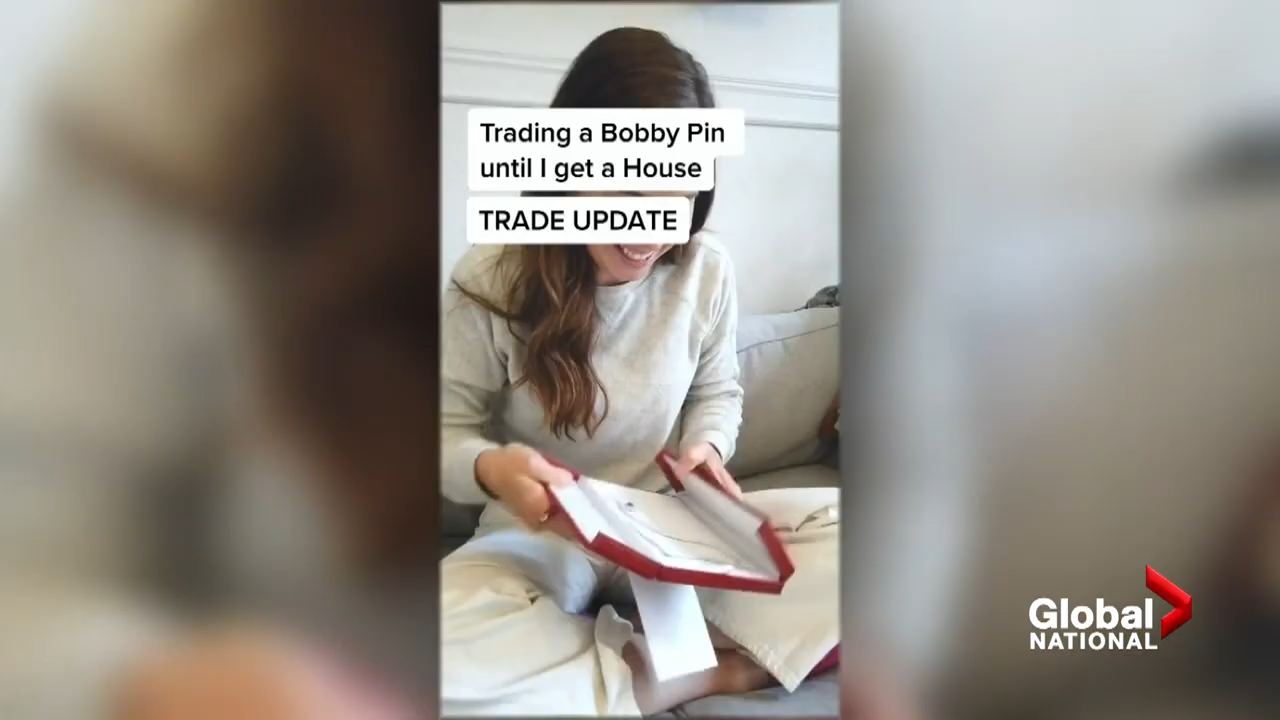 Trading a Bobby Pin
until I get a House
TRADE UPDATE
Global
NATIONAL